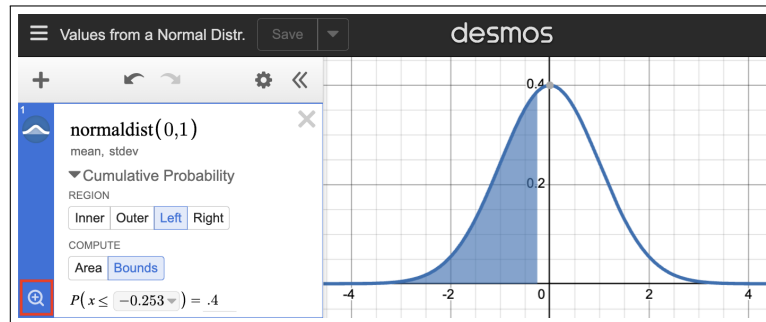 Values from a Normal Distr. Save desmos
1
normaldist(0,1)
mean, stdev
Cumulative Probability
REGION
Inner Outer Left Right
COMPUTE
Area Bounds
P(x ≤ −0.253) = .4
0.4
0.2
-4 -2 0 2 4